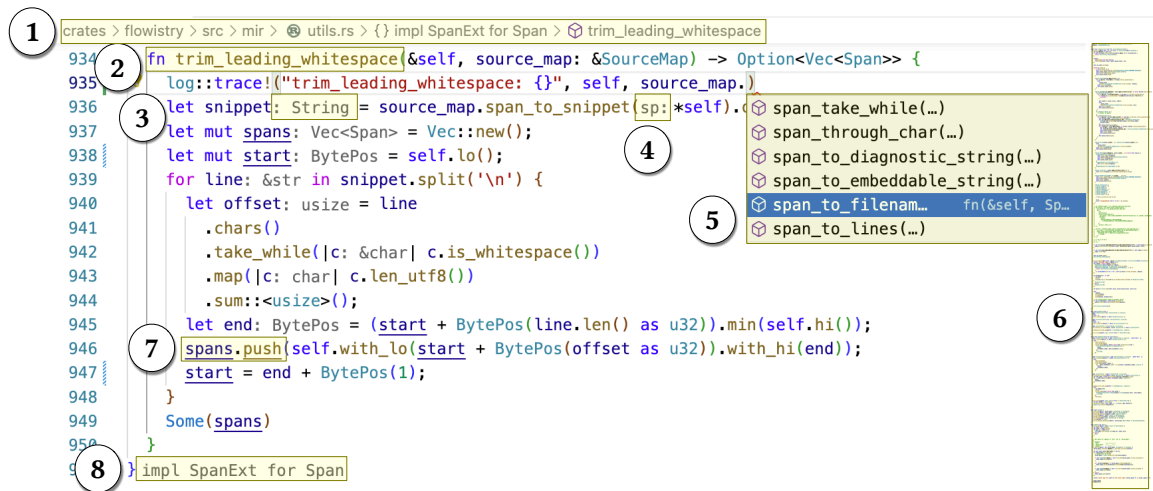 1 crates > flowistry > src > mir > utils.rs > {} impl SpanExt for Span > trim_leading_whitespace
934 2 fn trim_leading_whitespace(&self, source_map: &SourceMap) -> Option<Vec<Span>> {
935 log::trace!("trim_leading_whitespace: {}", self, source_map.)
936 3 let snippet: String = source_map.span_to_snippet(sp: *self).
span_take_while(…)
span_through_char(…)
span_to_diagnostic_string(…)
span_to_embeddable_string(…)
span_to_filenam… fn(&self, Sp…
span_to_lines(…)
4
5
937 let mut spans: Vec<Span> = Vec::new();
938 let mut start: BytePos = self.lo();
939 for line: &str in snippet.split('\n') {
940 let offset: usize = line
941 .chars()
942 .take_while(|c: &char| c.is_whitespace())
943 .map(|c: char| c.len_utf8())
944 .sum::<usize>();
945 let end: BytePos = (start + BytePos(line.len() as u32)).min(self.hi());
6
946 7 spans.push(self.with_lo(start + BytePos(offset as u32)).with_hi(end));
947 start = end + BytePos(1);
948 }
949 Some(spans)
950 }
8 } impl SpanExt for Span